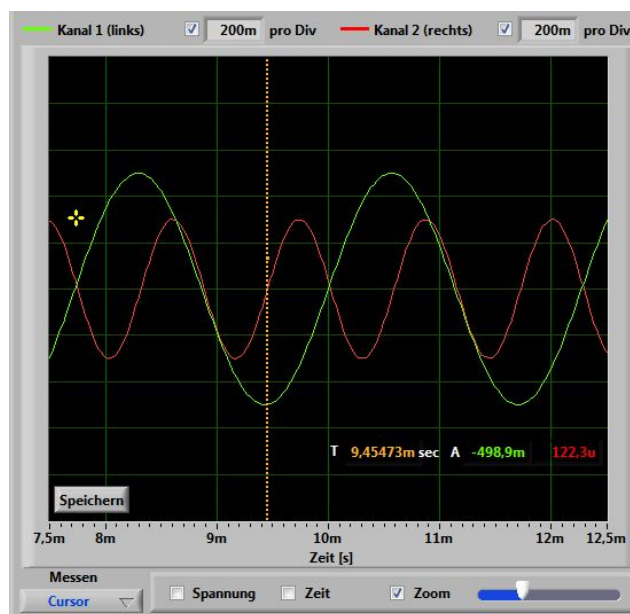 Kanal 1 (links) 200m pro Div Kanal 2 (rechts) 200m pro Div
T 9,45473m sec A -498,9m 122,3u
Speichern
7,5m 8m 9m 10m 11m 12m 12,5m
Zeit [s]
Messen
Cursor Spannung Zeit Zoom